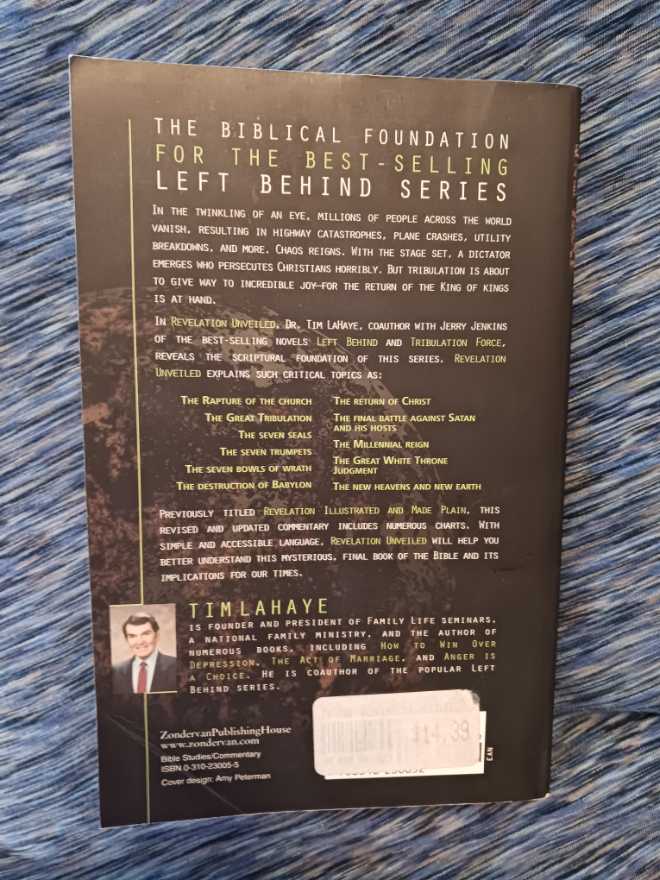 THE BIBLICAL FOUNDATION
FOR THE BEST-SELLING
LEFT BEHIND SERIES
IN THE TWINKLING OF AN EYE, MILLIONS OF PEOPLE ACROSS THE WORLD
VANISH, RESULTING IN HIGHWAY CATASTROPHES, PLANE CRASHES, UTILITY
BREAKDOWNS, AND MORE. CHAOS REIGNS. WITH THE STAGE SET, A DICTATOR
EMERGES WHO PERSECUTES CHRISTIANS HORRIBLY. BUT TRIBULATION IS ABOUT
TO GIVE WAY TO INCREDIBLE JOY—FOR THE RETURN OF THE KING OF KINGS
IS AT HAND.
IN REVELATION UNVEILED, DR. TIM LAHAYE, COAUTHOR WITH JERRY JENKINS
OF THE BEST-SELLING NOVELS LEFT BEHIND AND TRIBULATION FORCE,
REVEALS THE SCRIPTURAL FOUNDATION OF THIS SERIES. REVELATION
UNVEILED EXPLAINS SUCH CRITICAL TOPICS AS:
THE RAPTURE OF THE CHURCH
THE GREAT TRIBULATION
THE SEVEN SEALS
THE SEVEN TRUMPETS
THE SEVEN BOWLS OF WRATH
THE DESTRUCTION OF BABYLON
THE RETURN OF CHRIST
THE FINAL BATTLE AGAINST SATAN
AND HIS HOSTS
THE MILLENNIAL REIGN
THE GREAT WHITE THRONE
JUDGMENT
THE NEW HEAVENS AND NEW EARTH
PREVIOUSLY TITLED REVELATION ILLUSTRATED AND MADE PLAIN, THIS
REVISED AND UPDATED COMMENTARY INCLUDES NUMEROUS CHARTS. WITH
SIMPLE AND ACCESSIBLE LANGUAGE, REVELATION UNVEILED WILL HELP YOU
BETTER UNDERSTAND THIS MYSTERIOUS, FINAL BOOK OF THE BIBLE AND ITS
IMPLICATIONS FOR OUR TIMES.
TIM LAHAYE
IS FOUNDER AND PRESIDENT OF FAMILY LIFE SEMINARS,
A NATIONAL FAMILY MINISTRY, AND THE AUTHOR OF
NUMEROUS BOOKS, INCLUDING HOW TO WIN OVER
DEPRESSION, THE ACT OF MARRIAGE, AND ANGER IS
A CHOICE. HE IS COAUTHOR OF THE POPULAR LEFT
BEHIND SERIES.
ZondervanPublishingHouse
www.zondervan.com
Bible Studies/Commentary
ISBN 0-310-23005-5
Cover design: Amy Peterman
$14.39
EAN